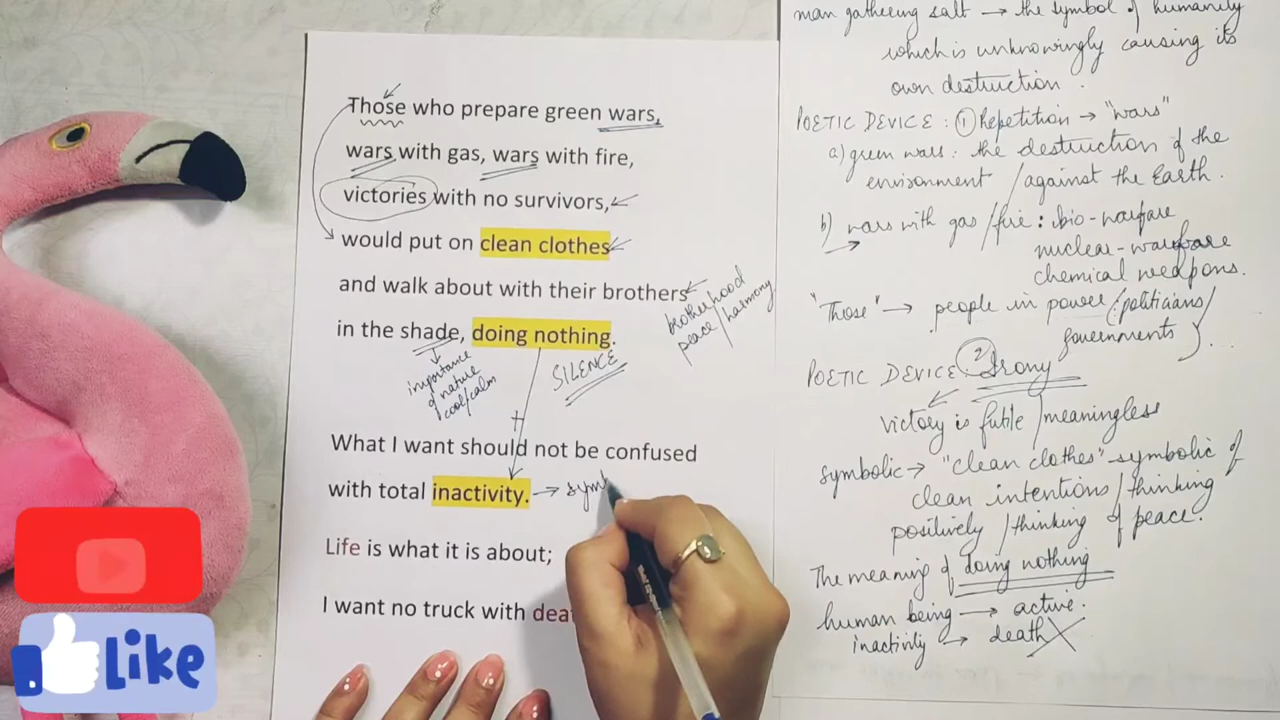 Those who prepare green wars,
wars with gas, wars with fire,
victories with no survivors,
would put on clean clothes
and walk about with their brothers
in the shade, doing nothing.
brotherhood
peace/harmony
importance
of nature
cool/calm
SILENCE
What I want should not be confused
with total inactivity. → symb
Life is what it is about;
I want no truck with deat
man gathering salt → the symbol of humanity
which is unknowingly causing its
own destruction.
POETIC DEVICE: ① Repetition → "wars"
a) green wars: the destruction of the
environment / against the Earth.
b) wars with gas / fire: bio-warfare
nuclear-warfare
chemical weapons.
"Those" → people in power (politicians/
governments)...
POETIC DEVICE: ② Irony
victory is futile / meaningless
symbolic → "clean clothes" - symbolic of
clean intentions / thinking
positively / thinking of peace.
The meaning of doing nothing
human being → active.
inactivity → death X
Like